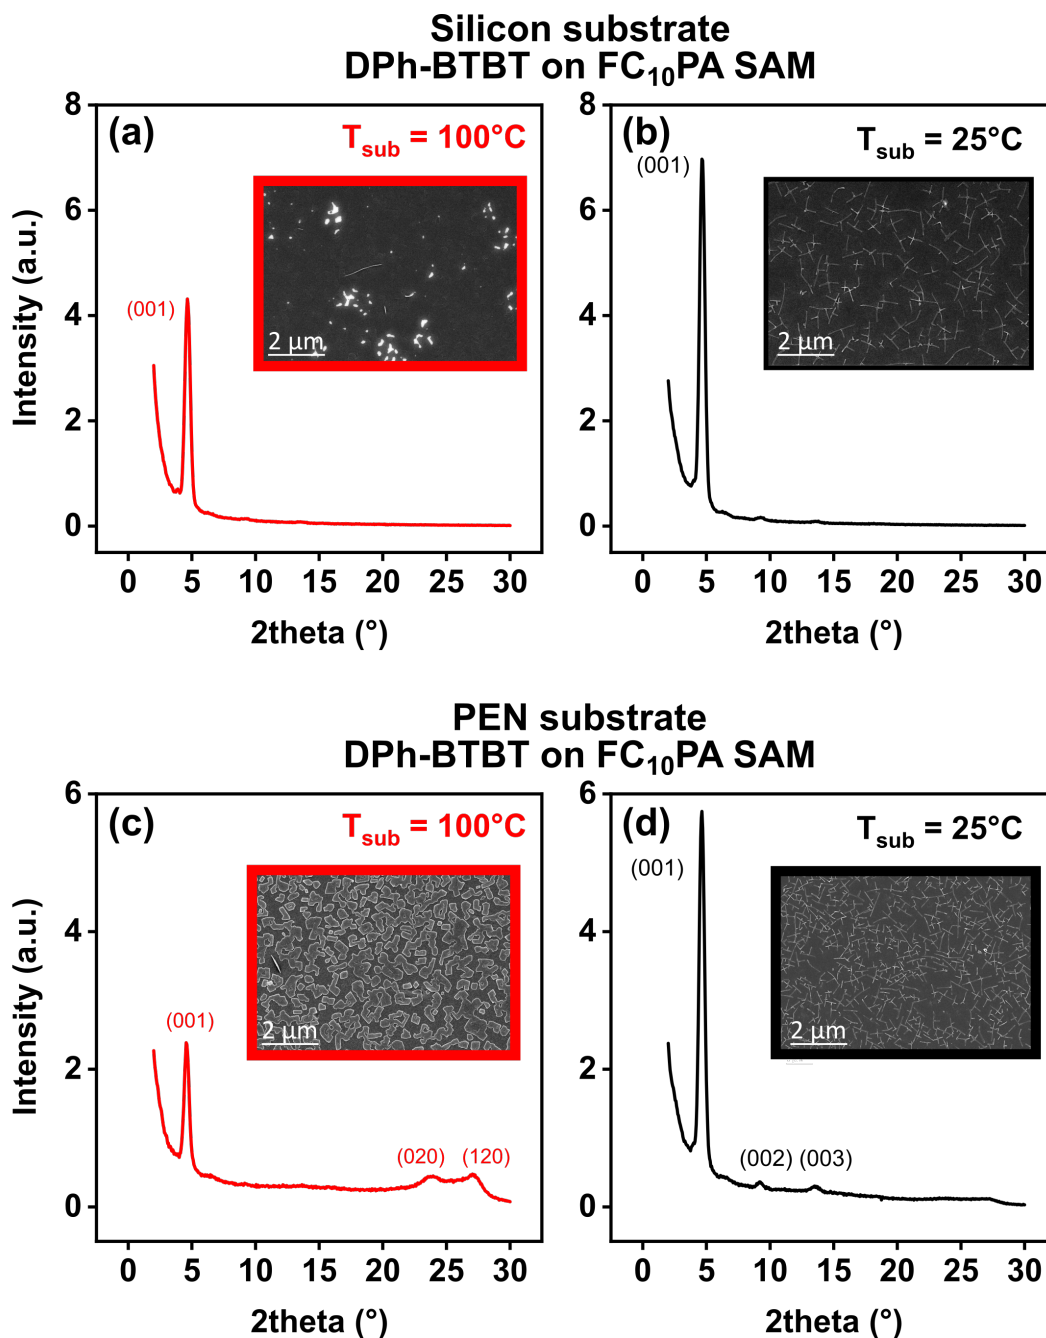 Silicon substrate
DPh-BTBT on FC₁₀PA SAM
(a)
T_sub = 100°C
(001)
2 μm
8
6
4
2
0
Intensity (a.u.)
0 5 10 15 20 25 30
2theta (°)
(b)
T_sub = 25°C
(001)
2 μm
8
6
4
2
0
0 5 10 15 20 25 30
2theta (°)
PEN substrate
DPh-BTBT on FC₁₀PA SAM
(c)
T_sub = 100°C
(001)
2 μm
(020)
(120)
6
4
2
0
Intensity (a.u.)
0 5 10 15 20 25 30
2theta (°)
(d)
T_sub = 25°C
(001)
2 μm
(002) (003)
6
4
2
0
0 5 10 15 20 25 30
2theta (°)